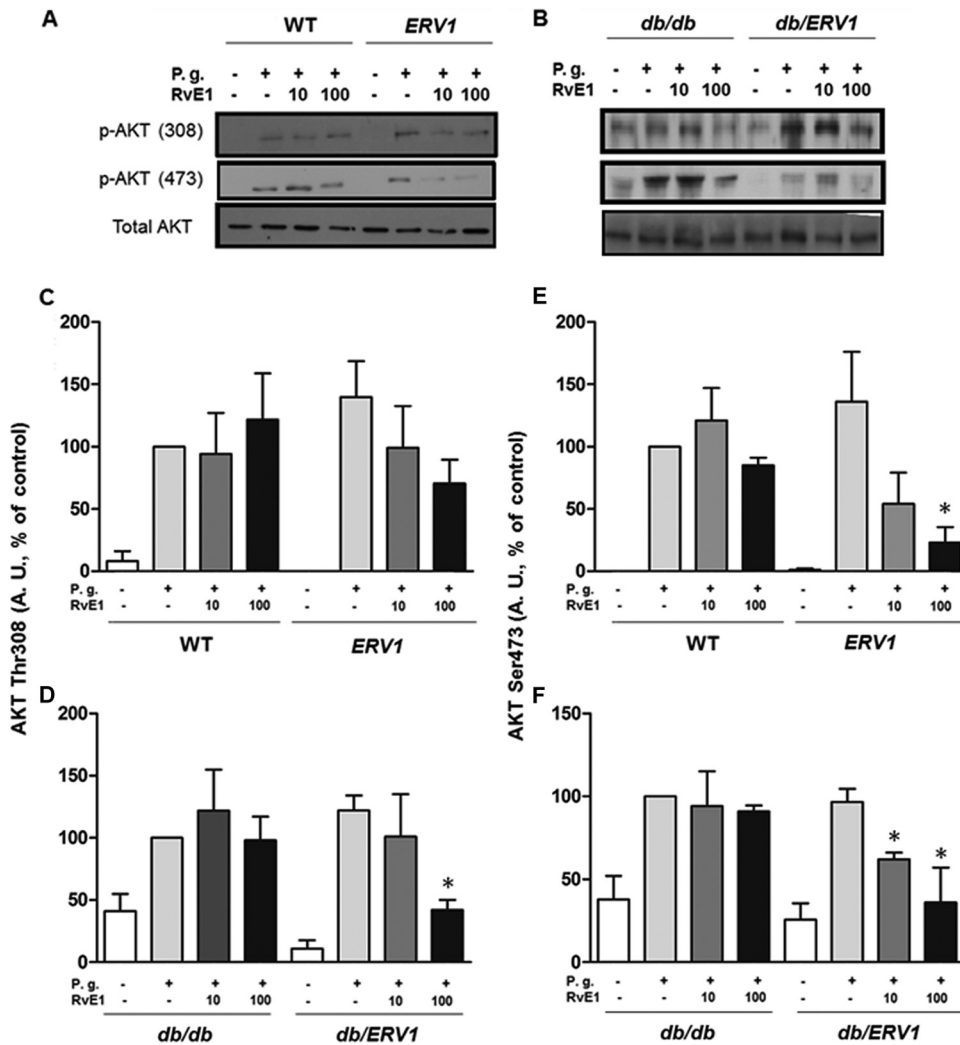 A
WT ERV1
P. g. - + + + - + + +
RvE1 - - 10 100 - - 10 100
p-AKT (308)
p-AKT (473)
Total AKT
B
db/db db/ERV1
P. g. - + + + - + + +
RvE1 - - 10 100 - - 10 100
AKT Thr308 (A. U., % of control)
C
200
150
100
50
0
P. g. - + + + - + + +
RvE1 - - 10 100 - - 10 100
WT ERV1
D
200
150
100
50
0
*
P. g. - + + + - + + +
RvE1 - - 10 100 - - 10 100
db/db db/ERV1
AKT Ser473 (A. U., % of control)
E
200
150
100
50
0
*
P. g. - + + + - + + +
RvE1 - - 10 100 - - 10 100
WT ERV1
F
150
100
50
0
* *
P. g. - + + + - + + +
RvE1 - - 10 100 - - 10 100
db/db db/ERV1